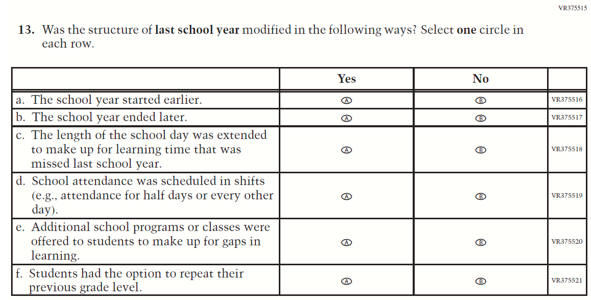 VR375515
13. Was the structure of last school year modified in the following ways? Select one circle in
each row.
Yes No
a. The school year started earlier. A B VR375516
b. The school year ended later. A B VR375517
c. The length of the school day was extended
to make up for learning time that was A B VR375518
missed last school year.
d. School attendance was scheduled in shifts
(e.g., attendance for half days or every other A B VR375519
day).
e. Additional school programs or classes were
offered to students to make up for gaps in A B VR375520
learning.
f. Students had the option to repeat their
previous grade level. A B VR375521